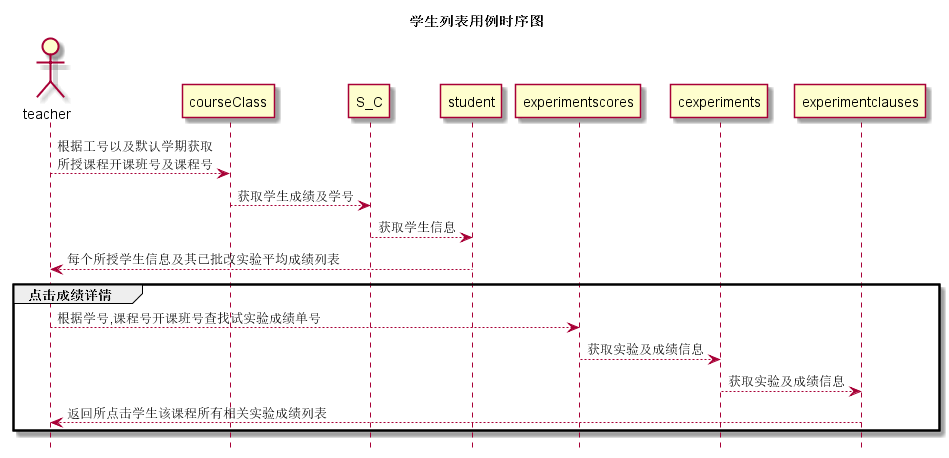 学生列表用例时序图
teacher
courseClass
S_C
student
experimentscores
cexperiments
experimentclauses
根据工号以及默认学期获取
所授课程开课班号及课程号
获取学生成绩及学号
获取学生信息
每个所授学生信息及其已批改实验平均成绩列表
点击成绩详情
根据学号,课程号开课班号查找试实验成绩单号
获取实验及成绩信息
获取实验及成绩信息
返回所点击学生该课程所有相关实验成绩列表